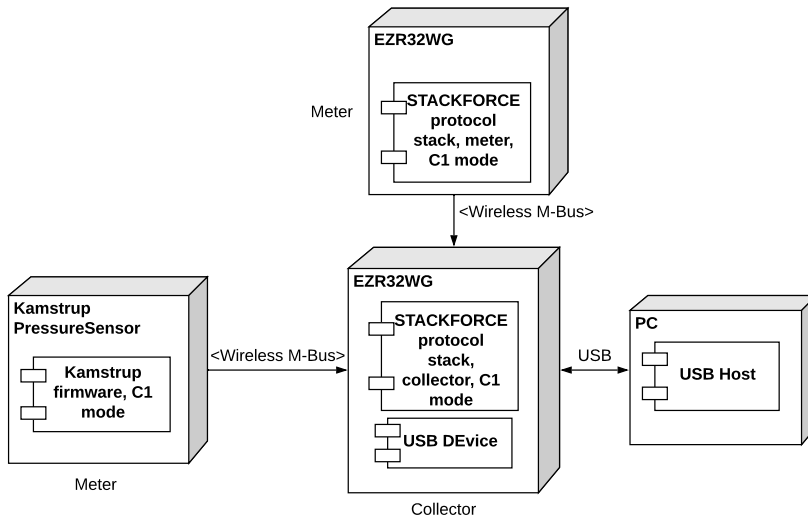 EZR32WG
STACKFORCE
protocol
stack, meter,
C1 mode
Meter
<Wireless M-Bus>
EZR32WG
STACKFORCE
protocol
stack,
collector, C1
mode
USB DEvice
Collector
Kamstrup
PressureSensor
Kamstrup
firmware, C1
mode
Meter
<Wireless M-Bus>
USB
PC
USB Host